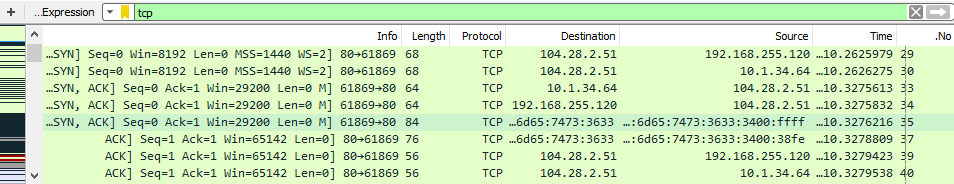 + …Expression tcp
Info Length Protocol Destination Source Time .No
…SYN] Seq=0 Win=8192 Len=0 MSS=1440 WS=2] 80→61869 68 TCP 104.28.2.51 192.168.255.120 …10.2625979 29
…SYN] Seq=0 Win=8192 Len=0 MSS=1440 WS=2] 80→61869 68 TCP 104.28.2.51 10.1.34.64 …10.2626275 30
…SYN, ACK] Seq=0 Ack=1 Win=29200 Len=0 M] 61869→80 64 TCP 10.1.34.64 104.28.2.51 …10.3275613 33
…SYN, ACK] Seq=0 Ack=1 Win=29200 Len=0 M] 61869→80 64 TCP 192.168.255.120 104.28.2.51 …10.3275832 34
…SYN, ACK] Seq=0 Ack=1 Win=29200 Len=0 M] 61869→80 84 TCP …6d65:7473:3633 …:6d65:7473:3633:3400:ffff …10.3276216 35
ACK] Seq=1 Ack=1 Win=65142 Len=0] 80→61869 76 TCP …6d65:7473:3633 …:6d65:7473:3633:3400:38fe …10.3278809 37
ACK] Seq=1 Ack=1 Win=65142 Len=0] 80→61869 56 TCP 104.28.2.51 192.168.255.120 …10.3279423 39
ACK] Seq=1 Ack=1 Win=65142 Len=0] 80→61869 56 TCP 104.28.2.51 10.1.34.64 …10.3279538 40